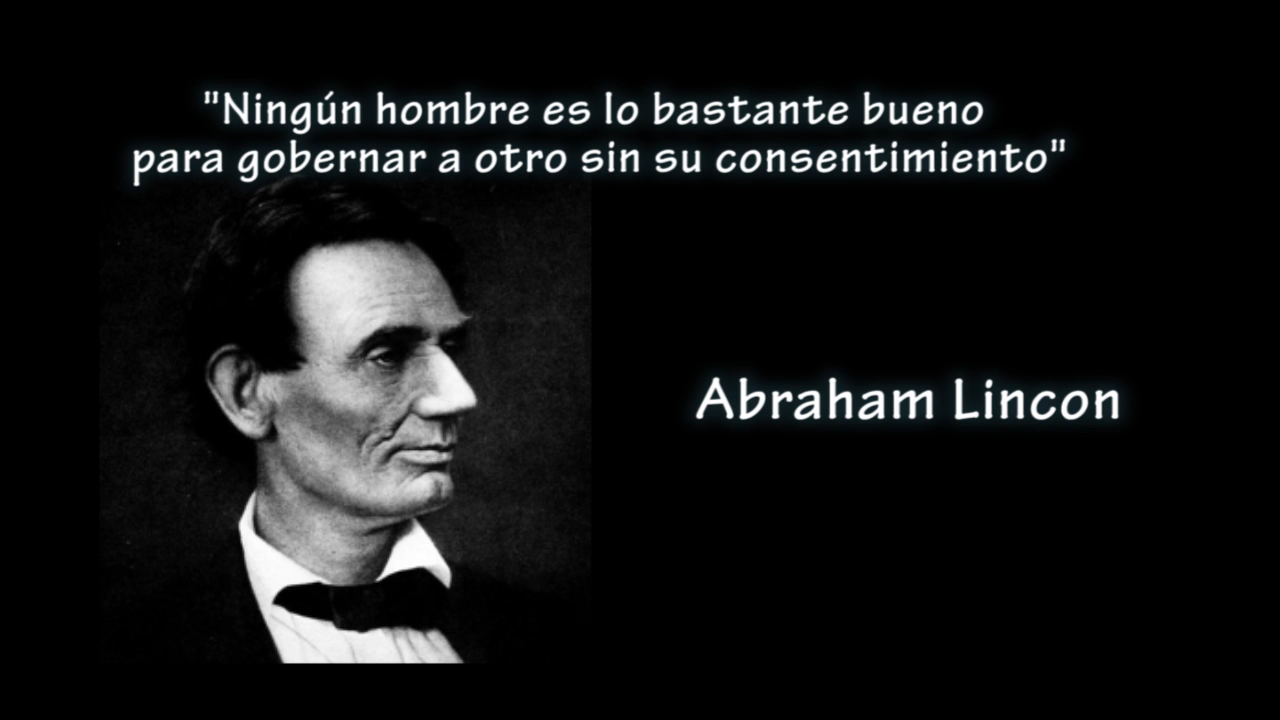 "Ningún hombre es lo bastante bueno
para gobernar a otro sin su consentimiento"
Abraham Lincon